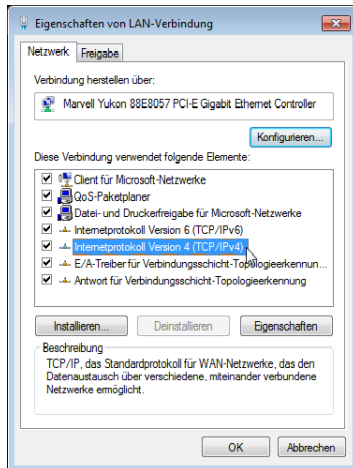 Eigenschaften von LAN-Verbindung
Netzwerk Freigabe
Verbindung herstellen über:
Marvell Yukon 88E8057 PCI-E Gigabit Ethernet Controller
Konfigurieren...
Diese Verbindung verwendet folgende Elemente:
Client für Microsoft-Netzwerke
QoS-Paketplaner
Datei- und Druckerfreigabe für Microsoft-Netzwerke
Internetprotokoll Version 6 (TCP/IPv6)
Internetprotokoll Version 4 (TCP/IPv4)
E/A-Treiber für Verbindungsschicht-Topologieerkennun...
Antwort für Verbindungsschicht-Topologieerkennung
Installieren... Deinstallieren Eigenschaften
Beschreibung
TCP/IP, das Standardprotokoll für WAN-Netzwerke, das den
Datenaustausch über verschiedene, miteinander verbundene
Netzwerke ermöglicht.
OK Abbrechen